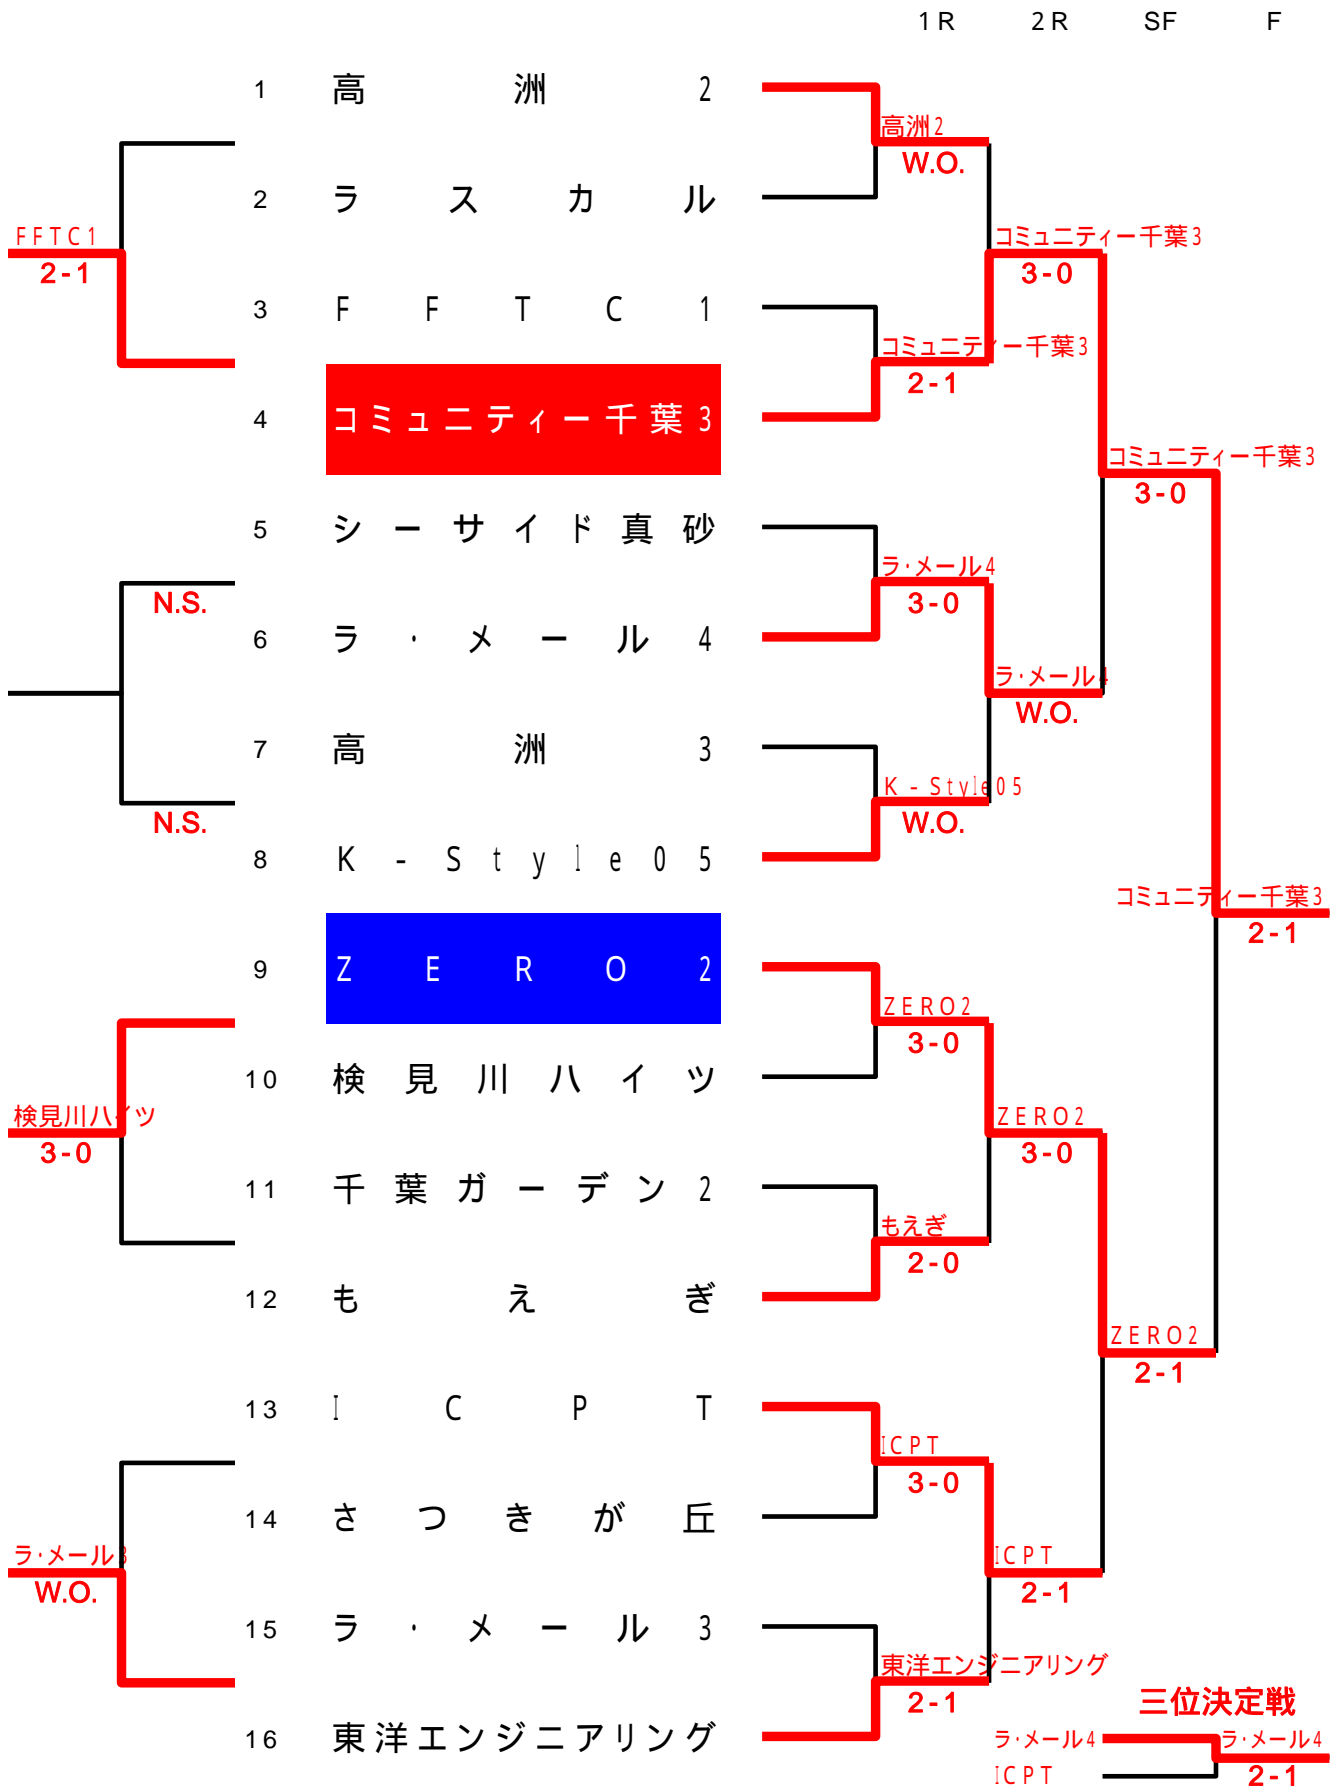 1R 2R SF F
1 高洲2
高洲2
W.O.
2 ラスカル
FFTC1
2-1
コミュニティー千葉3
3-0
3 FFTC1
コミュニティー千葉3
2-1
4 コミュニティー千葉3
コミュニティー千葉3
3-0
5 シーサイド真砂
ラ・メール4
3-0
N.S.
6 ラ・メール4
ラ・メール4
W.O.
7 高洲3
K-Style05
W.O.
N.S.
8 K-Style05
コミュニティー千葉3
2-1
9 ZERO2
ZERO2
3-0
10 検見川ハイツ
検見川ハイツ
3-0
ZERO2
3-0
11 千葉ガーデン2
もえぎ
2-0
12 もえぎ
ZERO2
2-1
13 ICPT
ICPT
3-0
14 さつきが丘
ラ・メール3
W.O.
ICPT
2-1
15 ラ・メール3
東洋エンジニアリング
2-1
16 東洋エンジニアリング
三位決定戦
ラ・メール4 ラ・メール4
ICPT 2-1